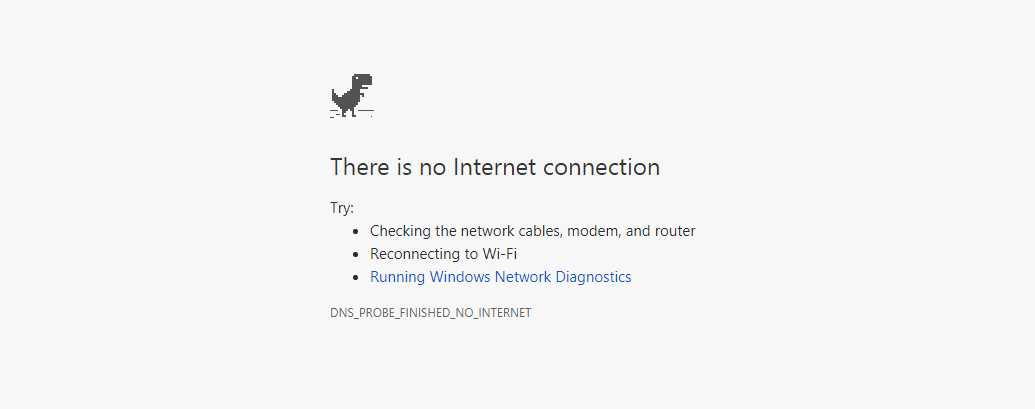 There is no Internet connection
Try:
Checking the network cables, modem, and router
Reconnecting to Wi-Fi
Running Windows Network Diagnostics
DNS_PROBE_FINISHED_NO_INTERNET